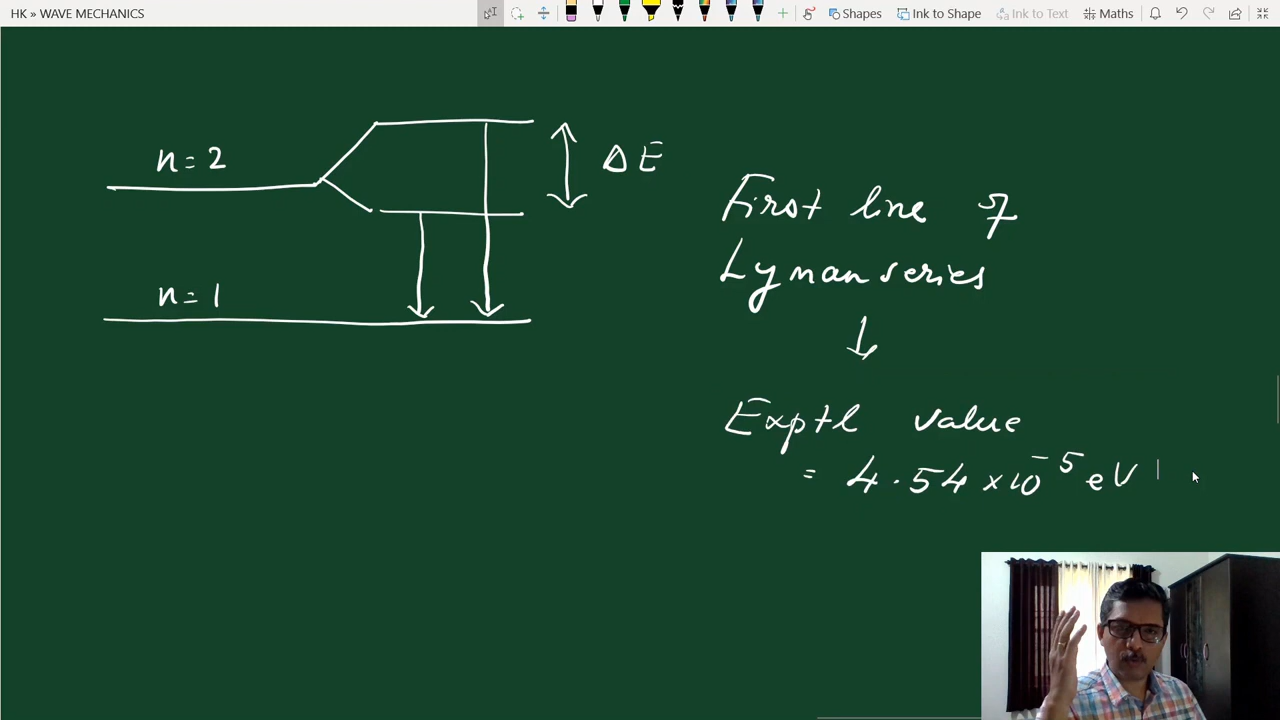 HK » WAVE MECHANICS
Shapes
Ink to Shape
Ink to Text
Maths
n = 2
Δ E
n = 1
First line of
Lyman series
↓
Exptl value
= 4.54 × 10⁻⁵ eV